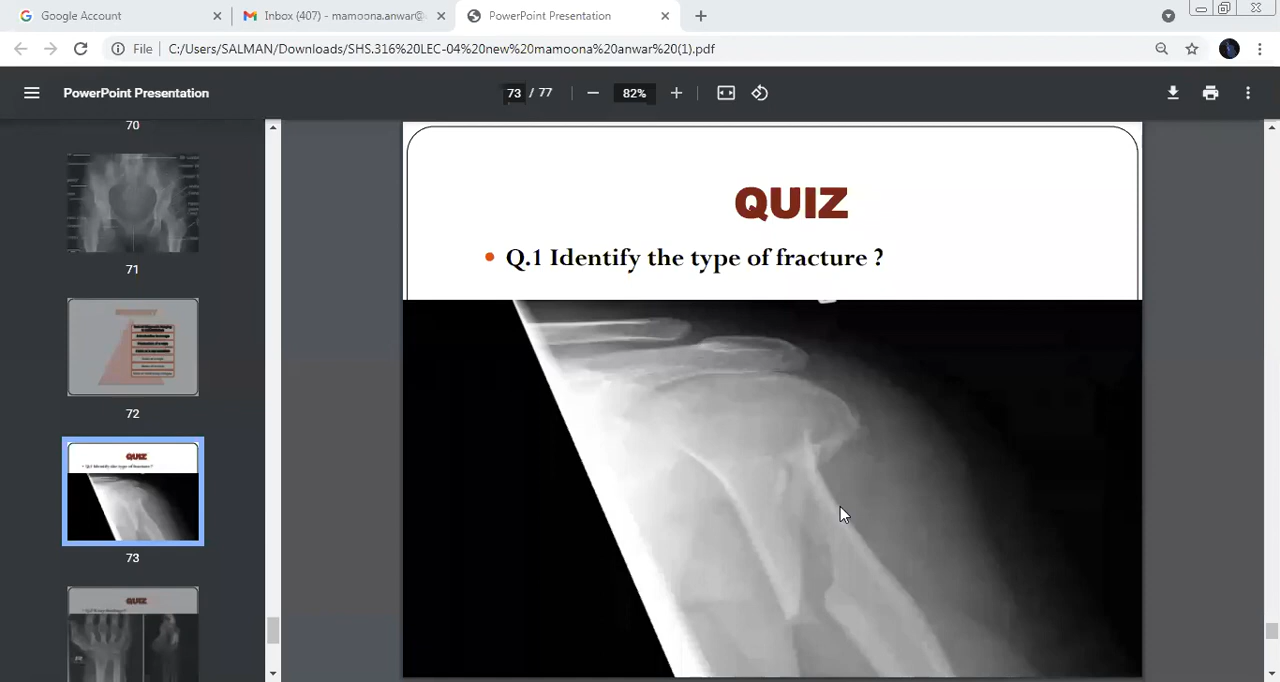 Google Account
Inbox (407) - mamoona.anwar@
PowerPoint Presentation
File
C:/Users/SALMAN/Downloads/SHS.316%20LEC-04%20new%20mamoona%20anwar%20(1).pdf
PowerPoint Presentation
73 / 77
82%
70
71
72
QUIZ
73
QUIZ
QUIZ
• Q.1 Identify the type of fracture ?